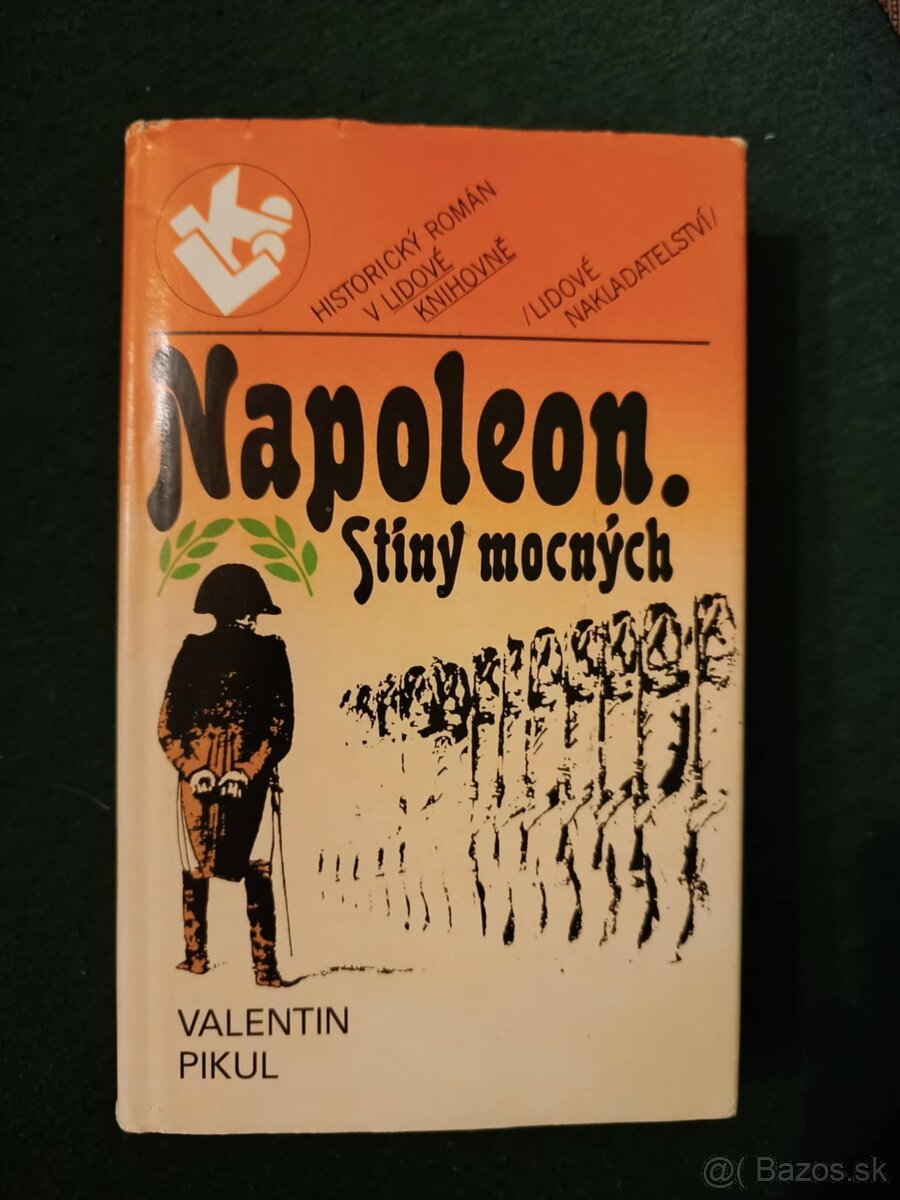 HISTORICKÝ ROMÁN
V LIDOVÉ
KNIHOVNĚ
/LIDOVÉ
NAKLADATELSTVÍ/
Napoleon.
Stíny mocných
VALENTIN
PIKUL
@( Bazos.sk